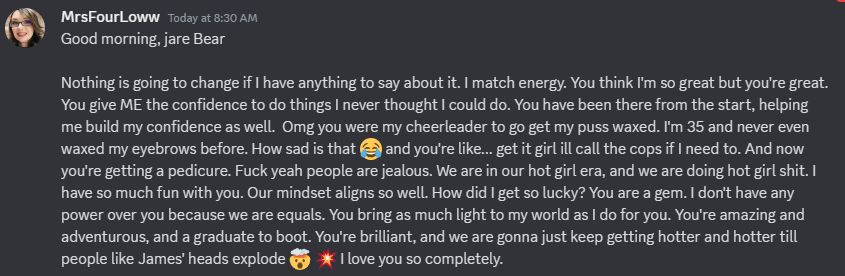 MrsFourLoww Today at 8:30 AM
Good morning, jare Bear
Nothing is going to change if I have anything to say about it. I match energy. You think I'm so great but you're great.
You give ME the confidence to do things I never thought I could do. You have been there from the start, helping
me build my confidence as well.  Omg you were my cheerleader to go get my puss waxed. I'm 35 and never even
waxed my eyebrows before. How sad is that 😂 and you're like... get it girl ill call the cops if I need to. And now
you're getting a pedicure. Fuck yeah people are jealous. We are in our hot girl era, and we are doing hot girl shit. I
have so much fun with you. Our mindset aligns so well. How did I get so lucky? You are a gem. I don't have any
power over you because we are equals. You bring as much light to my world as I do for you. You're amazing and
adventurous, and a graduate to boot. You're brilliant, and we are gonna just keep getting hotter and hotter till
people like James' heads explode 🤯 💥 I love you so completely.